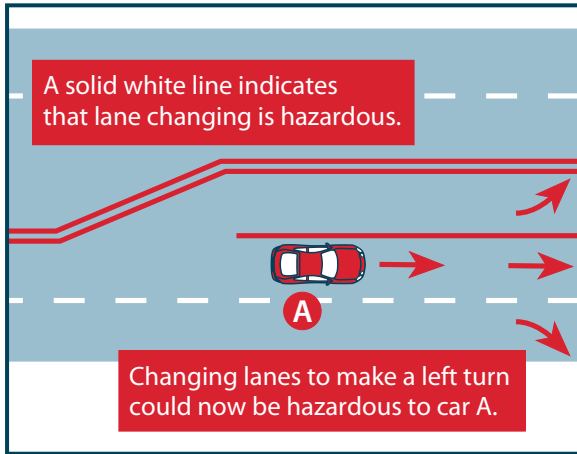 A solid white line indicates
that lane changing is hazardous.
A
Changing lanes to make a left turn
could now be hazardous to car A.